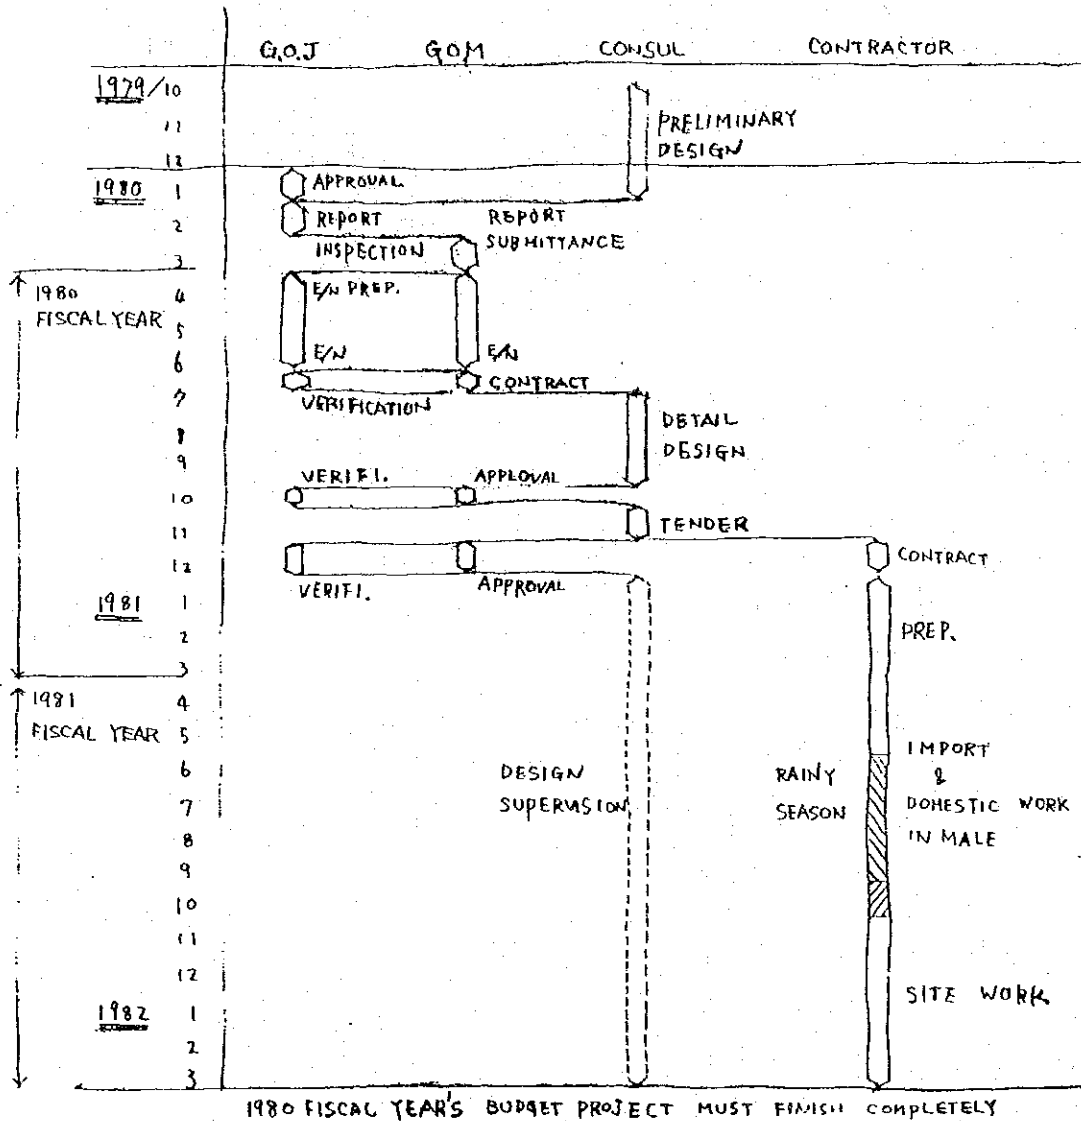 G.O.J GOM CONSUL CONTRACTOR
1979/10
11
12
PRELIMINARY
DESIGN
1980 1
APPROVAL
2
REPORT
INSPECTION
REPORT
SUBMITTANCE
3
1980
FISCAL YEAR
4
E/N PREP.
5
6
E/N E/N
7
CONTRACT
VERIFICATION
8
DETAIL
DESIGN
9
VERIFI. APPLOVAL
10
11
TENDER
12
CONTRACT
VERIFI. APPROVAL
1981 1
2
PREP.
3
1981
FISCAL YEAR
4
5
6
DESIGN
SUPERVISION
RAINY
SEASON
IMPORT
&
DOMESTIC WORK
IN MALE
7
8
9
10
11
12
SITE WORK
1982 1
2
3
1980 FISCAL YEAR'S BUDGET PROJECT MUST FINISH COMPLETELY